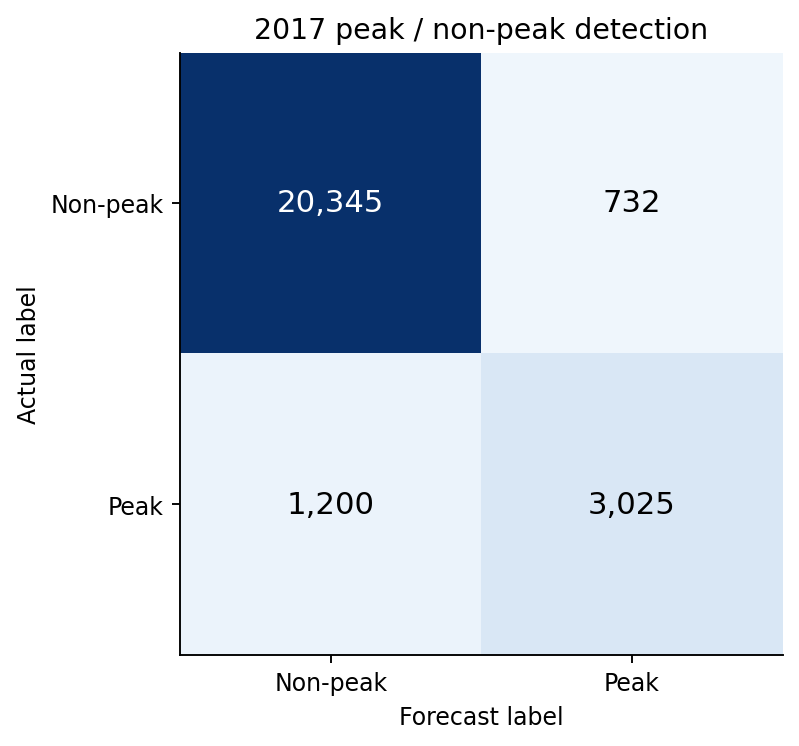 2017 peak / non-peak detection
Actual label
Non-peak
20,345
732
Peak
1,200
3,025
Non-peak
Peak
Forecast label